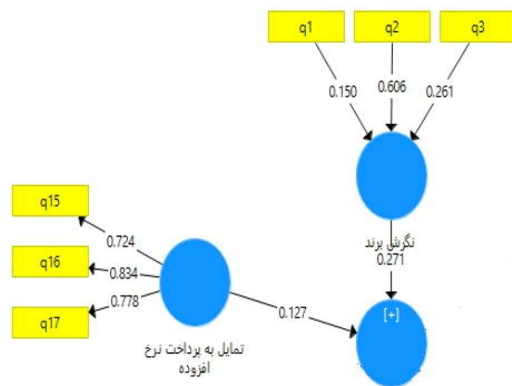 q1 q2 q3
0.150 0.606 0.261
نگرش برند
0.271
q15
q16
q17
0.724
0.834
0.778
0.127
[+]
تمایل به پرداخت نرخ
افزوده